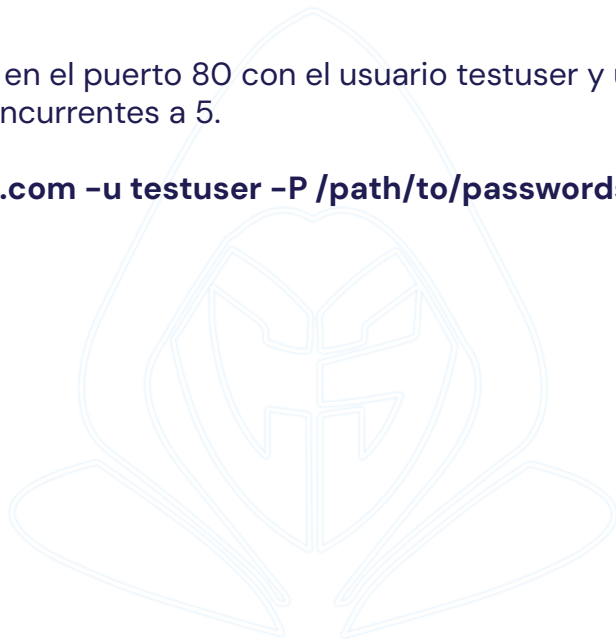 en el puerto 80 con el usuario testuser y
ncurrentes a 5.
.com -u testuser -P /path/to/password